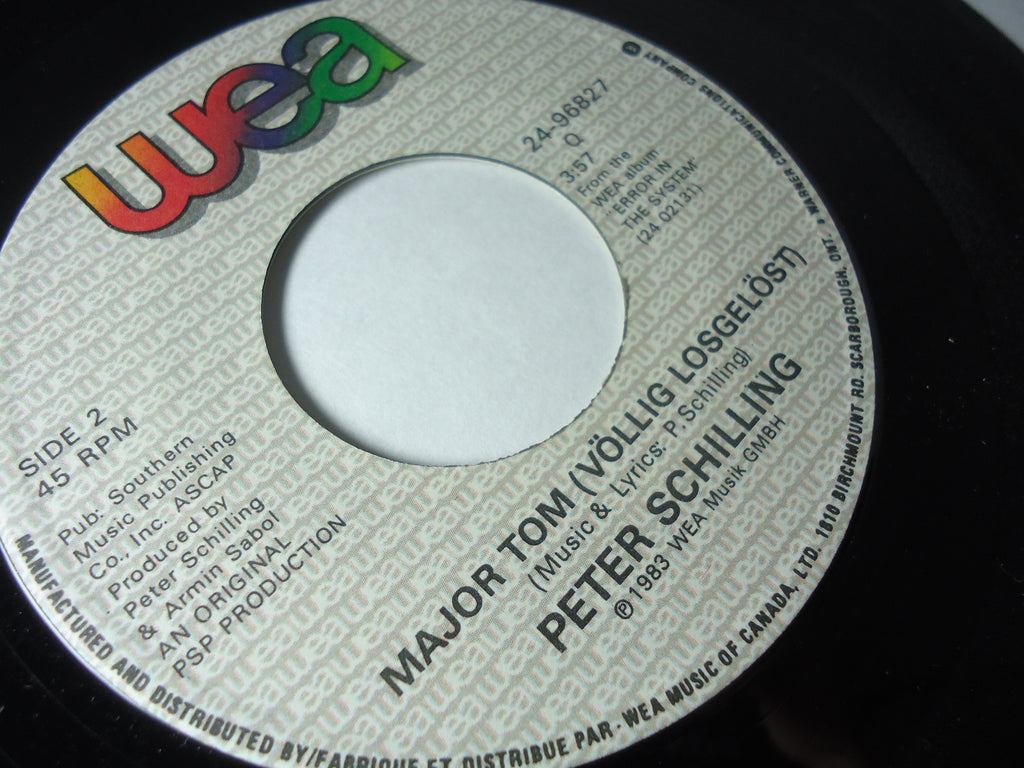 wea
24-96827
Q
3:57
From the
WEA album
"ERROR IN
THE SYSTEM"
(24 02131)
SIDE 2
45 RPM
Pub: Southern
Music Publishing
Co., Inc. ASCAP
Produced by
Peter Schilling
& Armin Sabol
AN ORIGINAL
PSP PRODUCTION
MAJOR TOM (VÖLLIG LOSGELÖST)
(Music & Lyrics: P.Schilling)
PETER SCHILLING
℗1983 WEA Musik GMBH
MANUFACTURED AND DISTRIBUTED BY/FABRIQUE ET DISTRIBUE PAR - WEA MUSIC OF CANADA, LTD. 1810 BIRCHMOUNT RD. SCARBOROUGH, ONT. A WARNER COMMUNICATIONS COMPANY